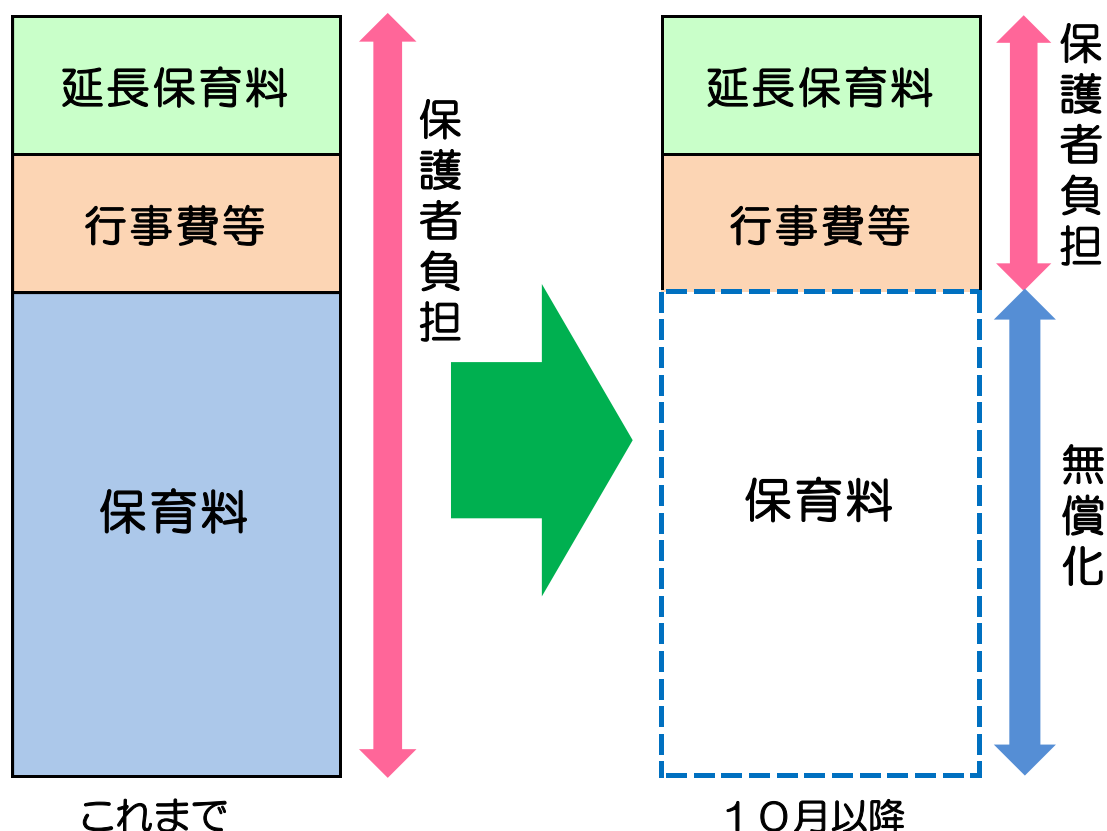 延長保育料
行事費等
保育料
保護者負担
これまで
延長保育料
行事費等
保育料
保護者負担
無償化
１０月以降